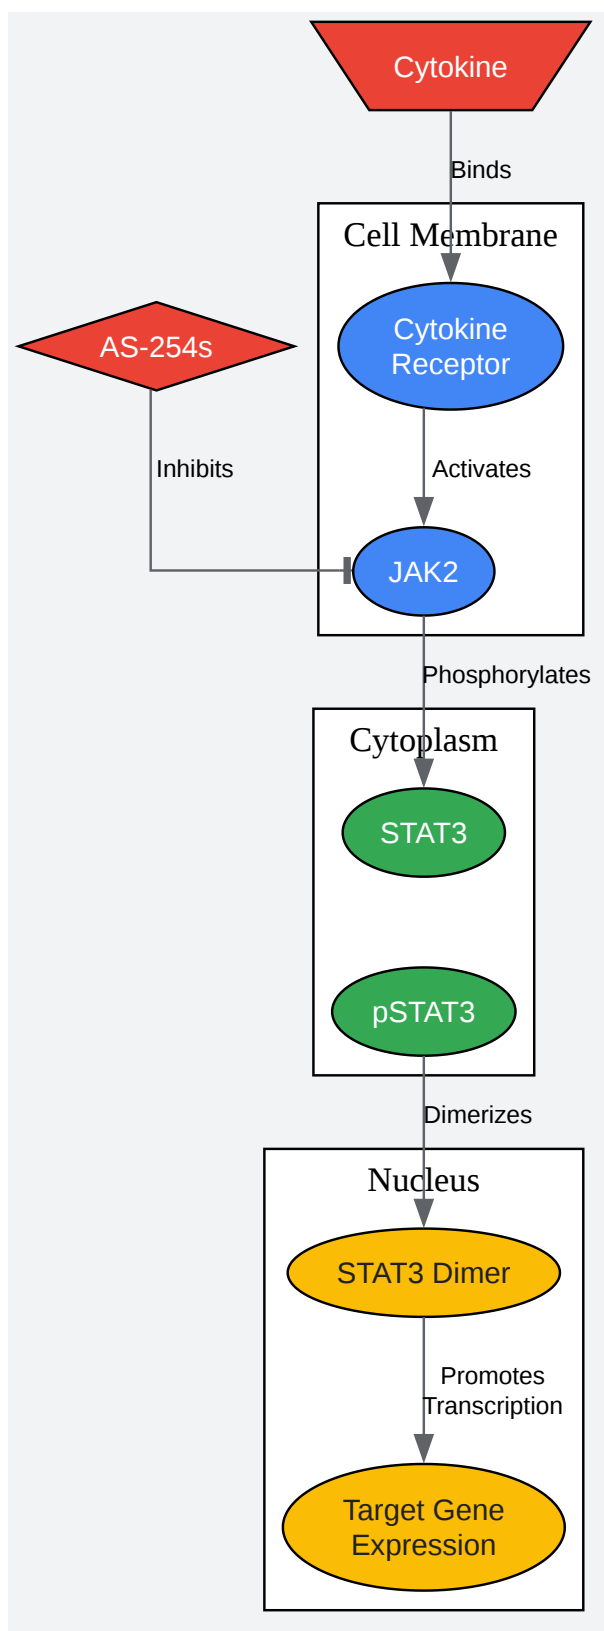 Cytokine
Binds
Cell Membrane
Cytokine
Receptor
AS-254s
Inhibits
Activates
JAK2
Phosphorylates
Cytoplasm
STAT3
pSTAT3
Dimerizes
Nucleus
STAT3 Dimer
Promotes
Transcription
Target Gene
Expression